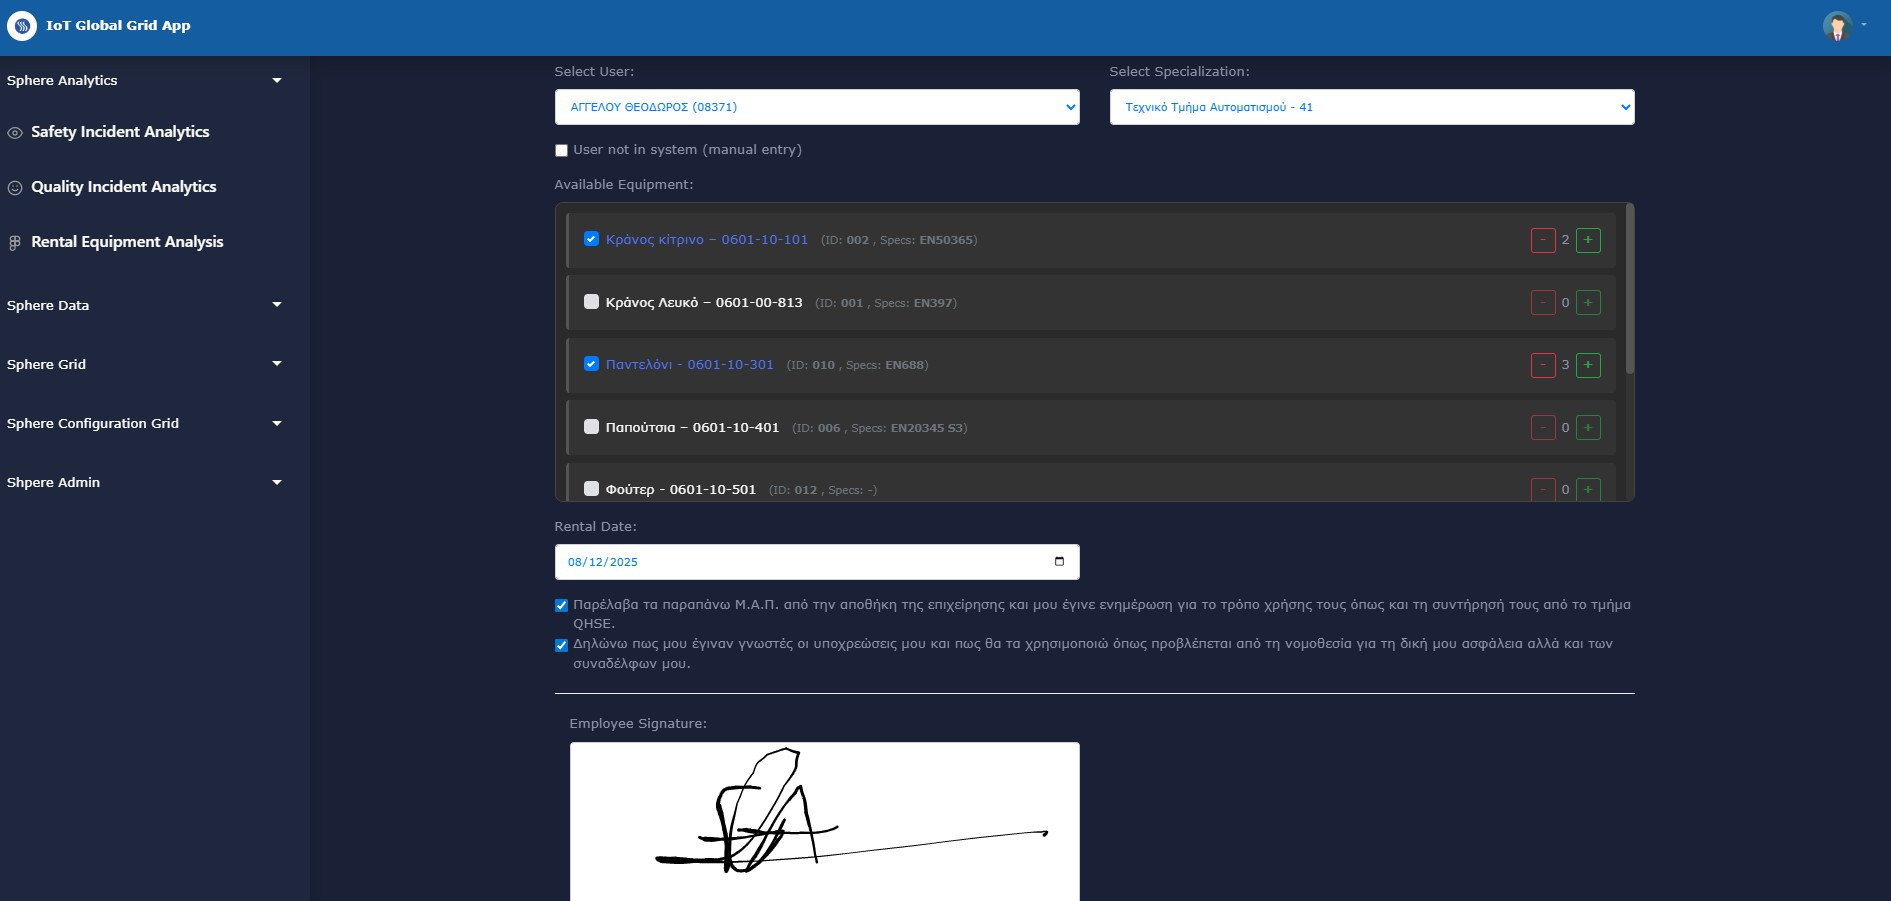 IoT Global Grid App
Sphere Analytics
Safety Incident Analytics
Quality Incident Analytics
Rental Equipment Analysis
Sphere Data
Sphere Grid
Sphere Configuration Grid
Shpere Admin
Select User:
ΑΓΓΕΛΟΥ ΘΕΟΔΩΡΟΣ (08371)
Select Specialization:
Τεχνικό Τμήμα Αυτοματισμού - 41
User not in system (manual entry)
Available Equipment:
Κράνος κίτρινο – 0601-10-101 (ID: 002 , Specs: EN50365) - 2 +
Κράνος Λευκό – 0601-00-813 (ID: 001 , Specs: EN397) - 0 +
Παντελόνι - 0601-10-301 (ID: 010 , Specs: EN688) - 3 +
Παπούτσια – 0601-10-401 (ID: 006 , Specs: EN20345 S3) - 0 +
Φούτερ - 0601-10-501 (ID: 012 , Specs: -) - 0 +
Rental Date:
08/12/2025
Παρέλαβα τα παραπάνω Μ.Α.Π. από την αποθήκη της επιχείρησης και μου έγινε ενημέρωση για το τρόπο χρήσης τους όπως και τη συντήρησή τους από το τμήμα
QHSE.
Δηλώνω πως μου έγιναν γνωστές οι υποχρεώσεις μου και πως θα τα χρησιμοποιώ όπως προβλέπεται από τη νομοθεσία για τη δική μου ασφάλεια αλλά και των
συναδέλφων μου.
Employee Signature: